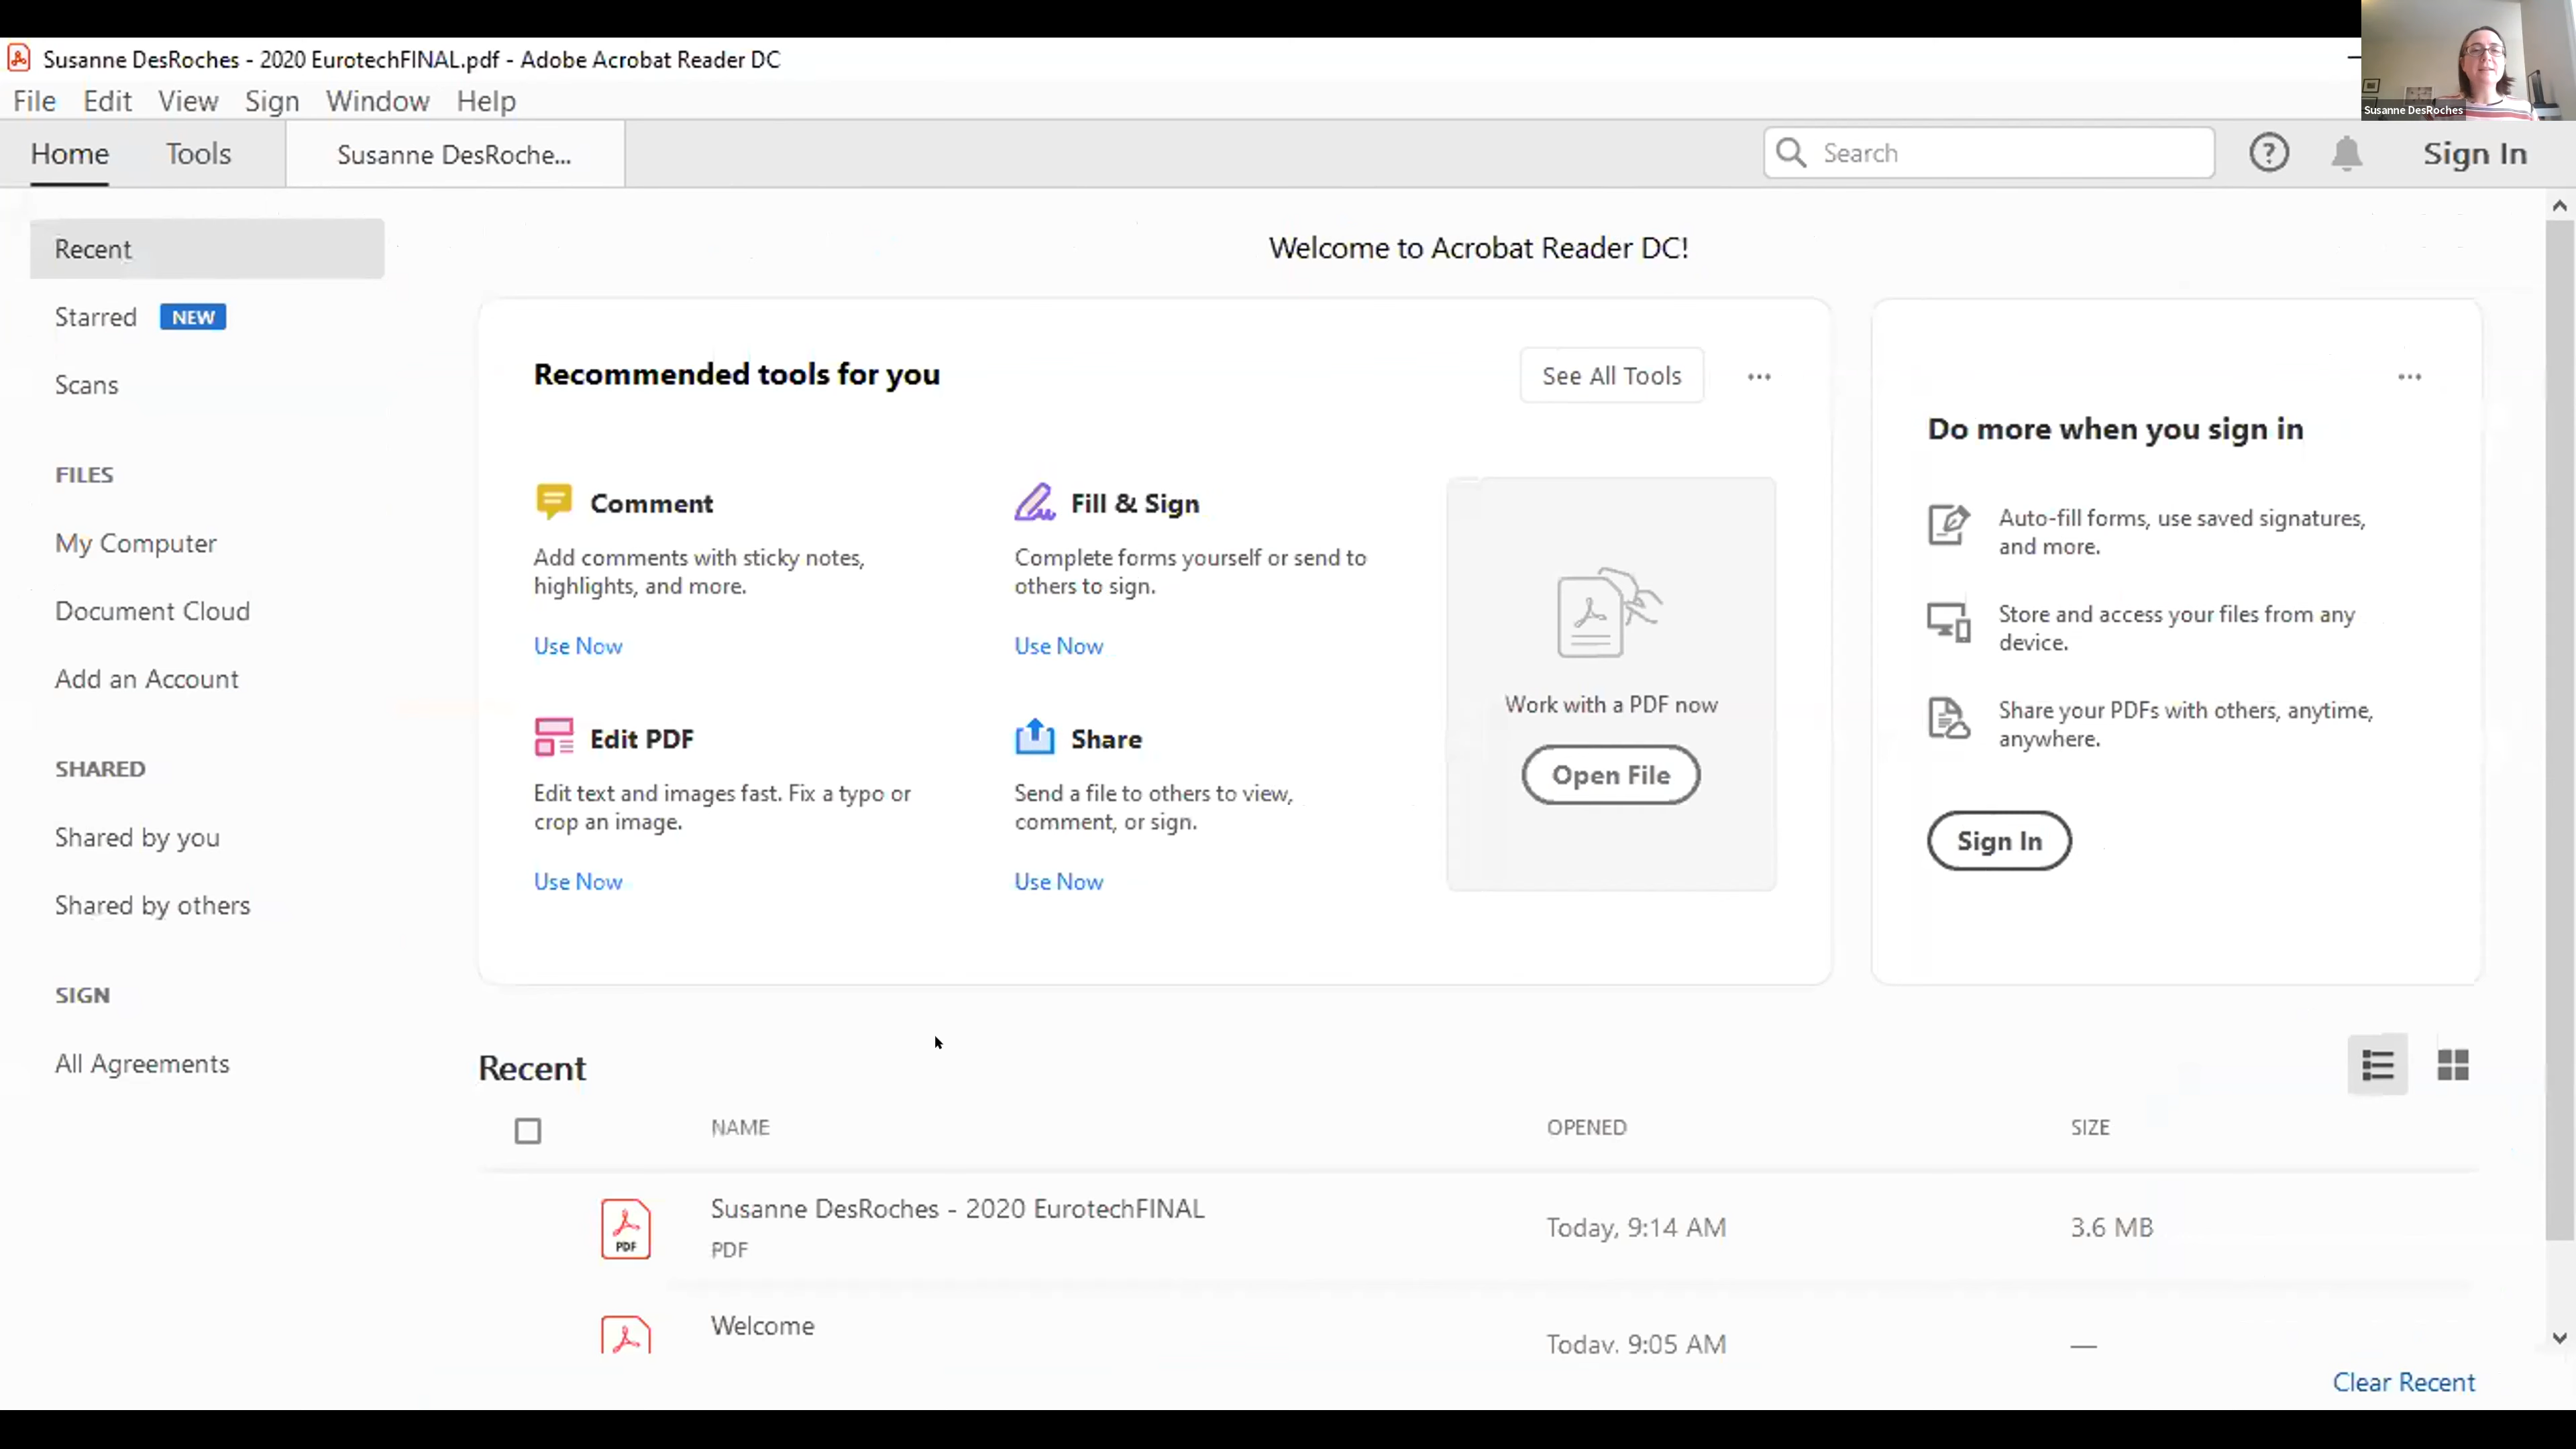 Susanne DesRoches - 2020 EurotechFINAL.pdf - Adobe Acrobat Reader DC
Susanne DesRoches
File Edit View Sign Window Help
Home Tools Susanne DesRoche... Search Sign In
Recent
Starred NEW
Scans
FILES
My Computer
Document Cloud
Add an Account
SHARED
Shared by you
Shared by others
SIGN
All Agreements
Welcome to Acrobat Reader DC!
Recommended tools for you
See All Tools
Comment
Add comments with sticky notes,
highlights, and more.
Use Now
Fill & Sign
Complete forms yourself or send to
others to sign.
Use Now
Edit PDF
Edit text and images fast. Fix a typo or
crop an image.
Use Now
Share
Send a file to others to view,
comment, or sign.
Use Now
Work with a PDF now
Open File
Do more when you sign in
Auto-fill forms, use saved signatures,
and more.
Store and access your files from any
device.
Share your PDFs with others, anytime,
anywhere.
Sign In
Recent
NAME OPENED SIZE
PDF
Susanne DesRoches - 2020 EurotechFINAL
PDF
Today, 9:14 AM
3.6 MB
Welcome
Today, 9:05 AM
—
Clear Recent